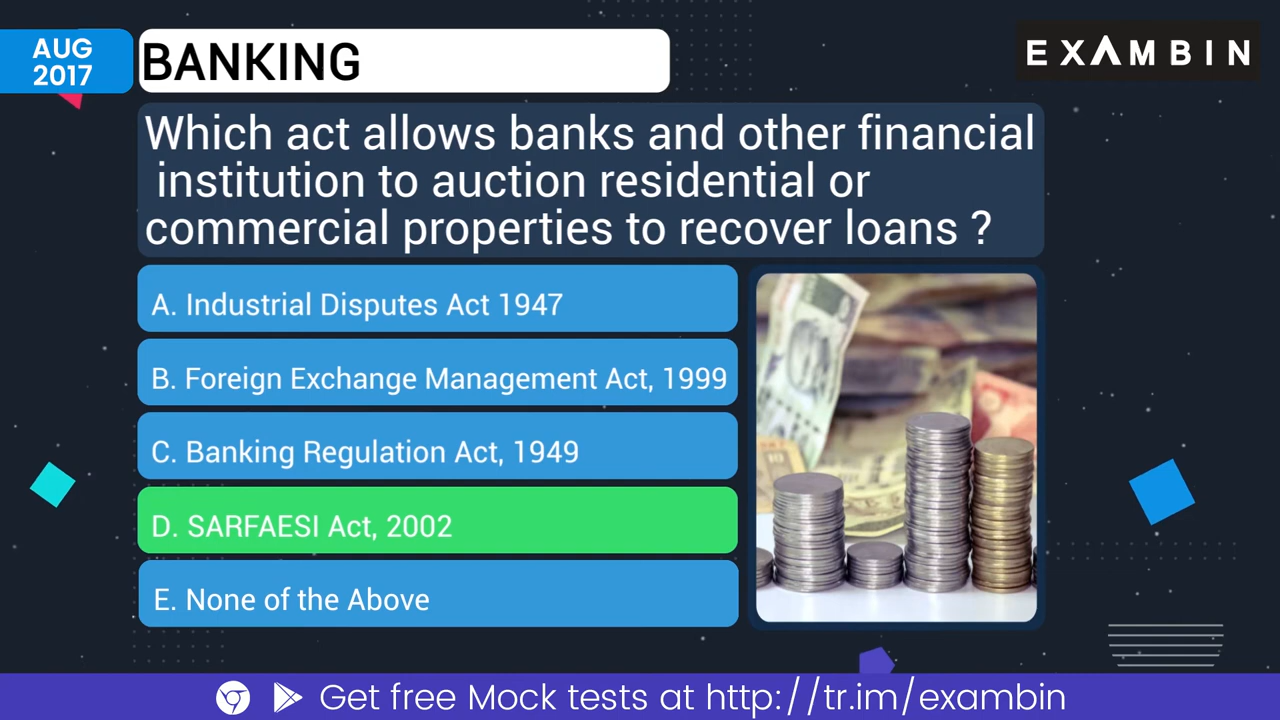 AUG
2017
BANKING
EXAMBIN
Which act allows banks and other financial
institution to auction residential or
commercial properties to recover loans ?
A. Industrial Disputes Act 1947
B. Foreign Exchange Management Act, 1999
C. Banking Regulation Act, 1949
D. SARFAESI Act, 2002
E. None of the Above
Get free Mock tests at http://tr.im/exambin